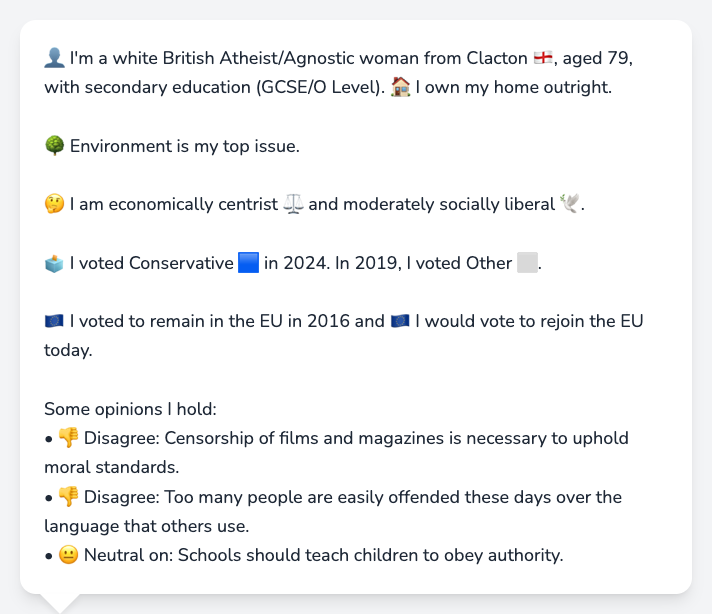 👤 I'm a white British Atheist/Agnostic woman from Clacton 🏴󠁧󠁢󠁥󠁮󠁧󠁿, aged 79,
with secondary education (GCSE/O Level). 🏠 I own my home outright.
🌳 Environment is my top issue.
🤔 I am economically centrist ⚖️ and moderately socially liberal 🕊️.
🗳️ I voted Conservative 🟦 in 2024. In 2019, I voted Other ⬜.
🇪🇺 I voted to remain in the EU in 2016 and 🇪🇺 I would vote to rejoin the EU
today.
Some opinions I hold:
• 👎 Disagree: Censorship of films and magazines is necessary to uphold
moral standards.
• 👎 Disagree: Too many people are easily offended these days over the
language that others use.
• 😐 Neutral on: Schools should teach children to obey authority.